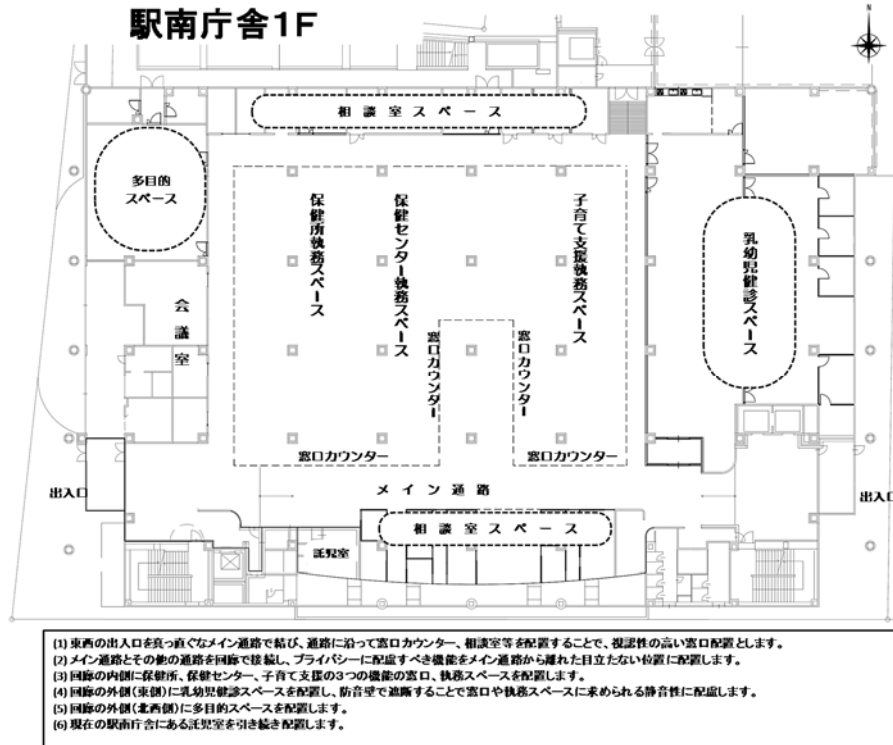 駅南庁舎1F
N
相談室スペース
多目的
スペース
保健所執務スペース
保健センター執務スペース
子育て支援執務スペース
乳幼児健診スペース
会議室
窓口カウンター
窓口カウンター
窓口カウンター
窓口カウンター
出入口
メイン通路
出入口
相談室スペース
託児室
(1) 東西の出入口を真っ直ぐなメイン通路で結び、通路に沿って窓口カウンター、相談室等を配置することで、視認性の高い窓口配置とします。
(2) メイン通路とその他の通路を回廊で接続し、プライバシーに配慮すべき機能をメイン通路から離れた目立たない位置に配置します。
(3) 回廊の内側に保健所、保健センター、子育て支援の3つの機能の窓口、執務スペースを配置します。
(4) 回廊の外側(東側)に乳幼児健診スペースを配置し、防音壁で遮断することで窓口や執務スペースに求められる静音性に配慮します。
(5) 回廊の外側(北西側)に多目的スペースを配置します。
(6) 現在の駅南庁舎にある託児室を引き続き配置します。